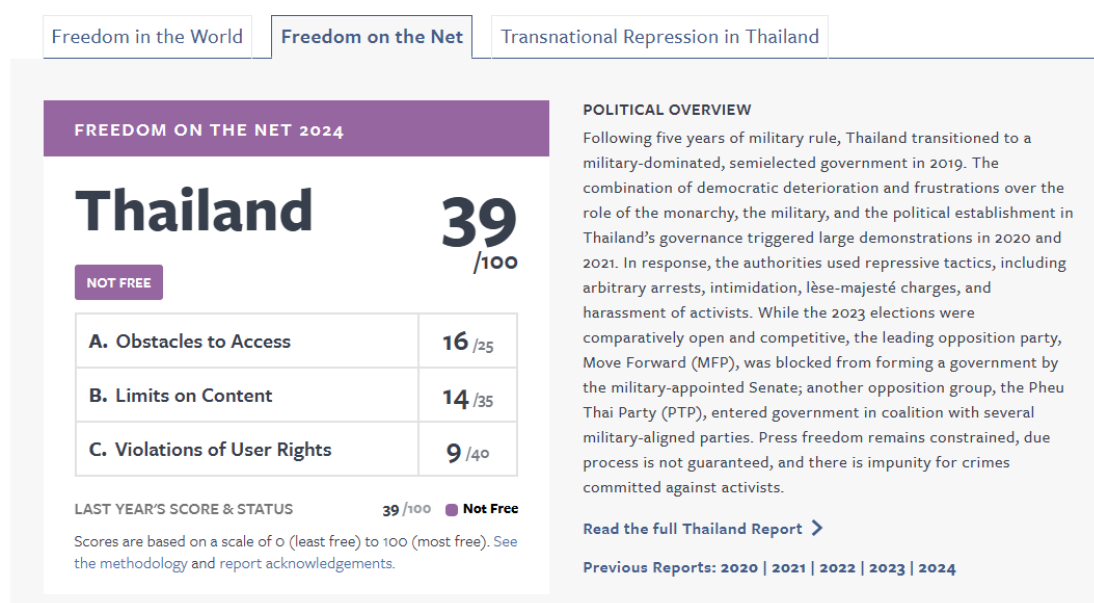 Freedom in the World
Freedom on the Net
Transnational Repression in Thailand
FREEDOM ON THE NET 2024
Thailand
39
/100
NOT FREE
A. Obstacles to Access 16 /25
B. Limits on Content 14 /35
C. Violations of User Rights 9 /40
LAST YEAR'S SCORE & STATUS 39 /100 Not Free
Scores are based on a scale of 0 (least free) to 100 (most free). See
the methodology and report acknowledgements.
POLITICAL OVERVIEW
Following five years of military rule, Thailand transitioned to a
military-dominated, semielected government in 2019. The
combination of democratic deterioration and frustrations over the
role of the monarchy, the military, and the political establishment in
Thailand's governance triggered large demonstrations in 2020 and
2021. In response, the authorities used repressive tactics, including
arbitrary arrests, intimidation, lèse-majesté charges, and
harassment of activists. While the 2023 elections were
comparatively open and competitive, the leading opposition party,
Move Forward (MFP), was blocked from forming a government by
the military-appointed Senate; another opposition group, the Pheu
Thai Party (PTP), entered government in coalition with several
military-aligned parties. Press freedom remains constrained, due
process is not guaranteed, and there is impunity for crimes
committed against activists.
Read the full Thailand Report
Previous Reports: 2020 | 2021 | 2022 | 2023 | 2024